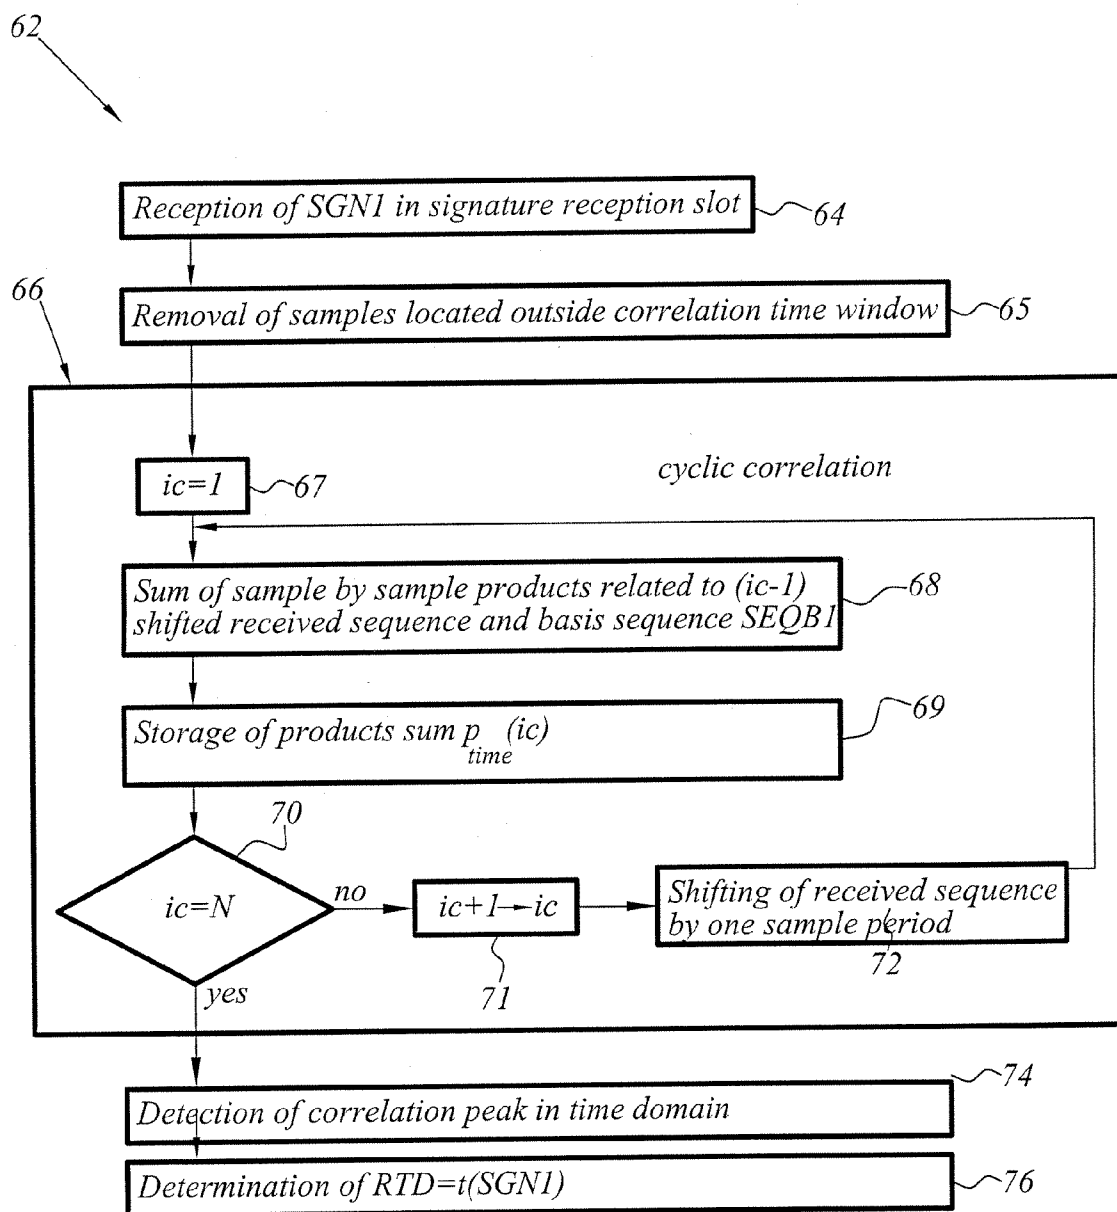 62
Reception of SGN1 in signature reception slot
64
66
Removal of samples located outside correlation time window
65
ic=1
67
cyclic correlation
Sum of sample by sample products related to (ic-1)
shifted received sequence and basis sequence SEQB1
68
Storage of products sum p_time(ic)
69
70
ic=N
no
ic+1→ic
Shifting of received sequence
by one sample period
71
72
yes
74
Detection of correlation peak in time domain
Determination of RTD=t(SGN1)
76